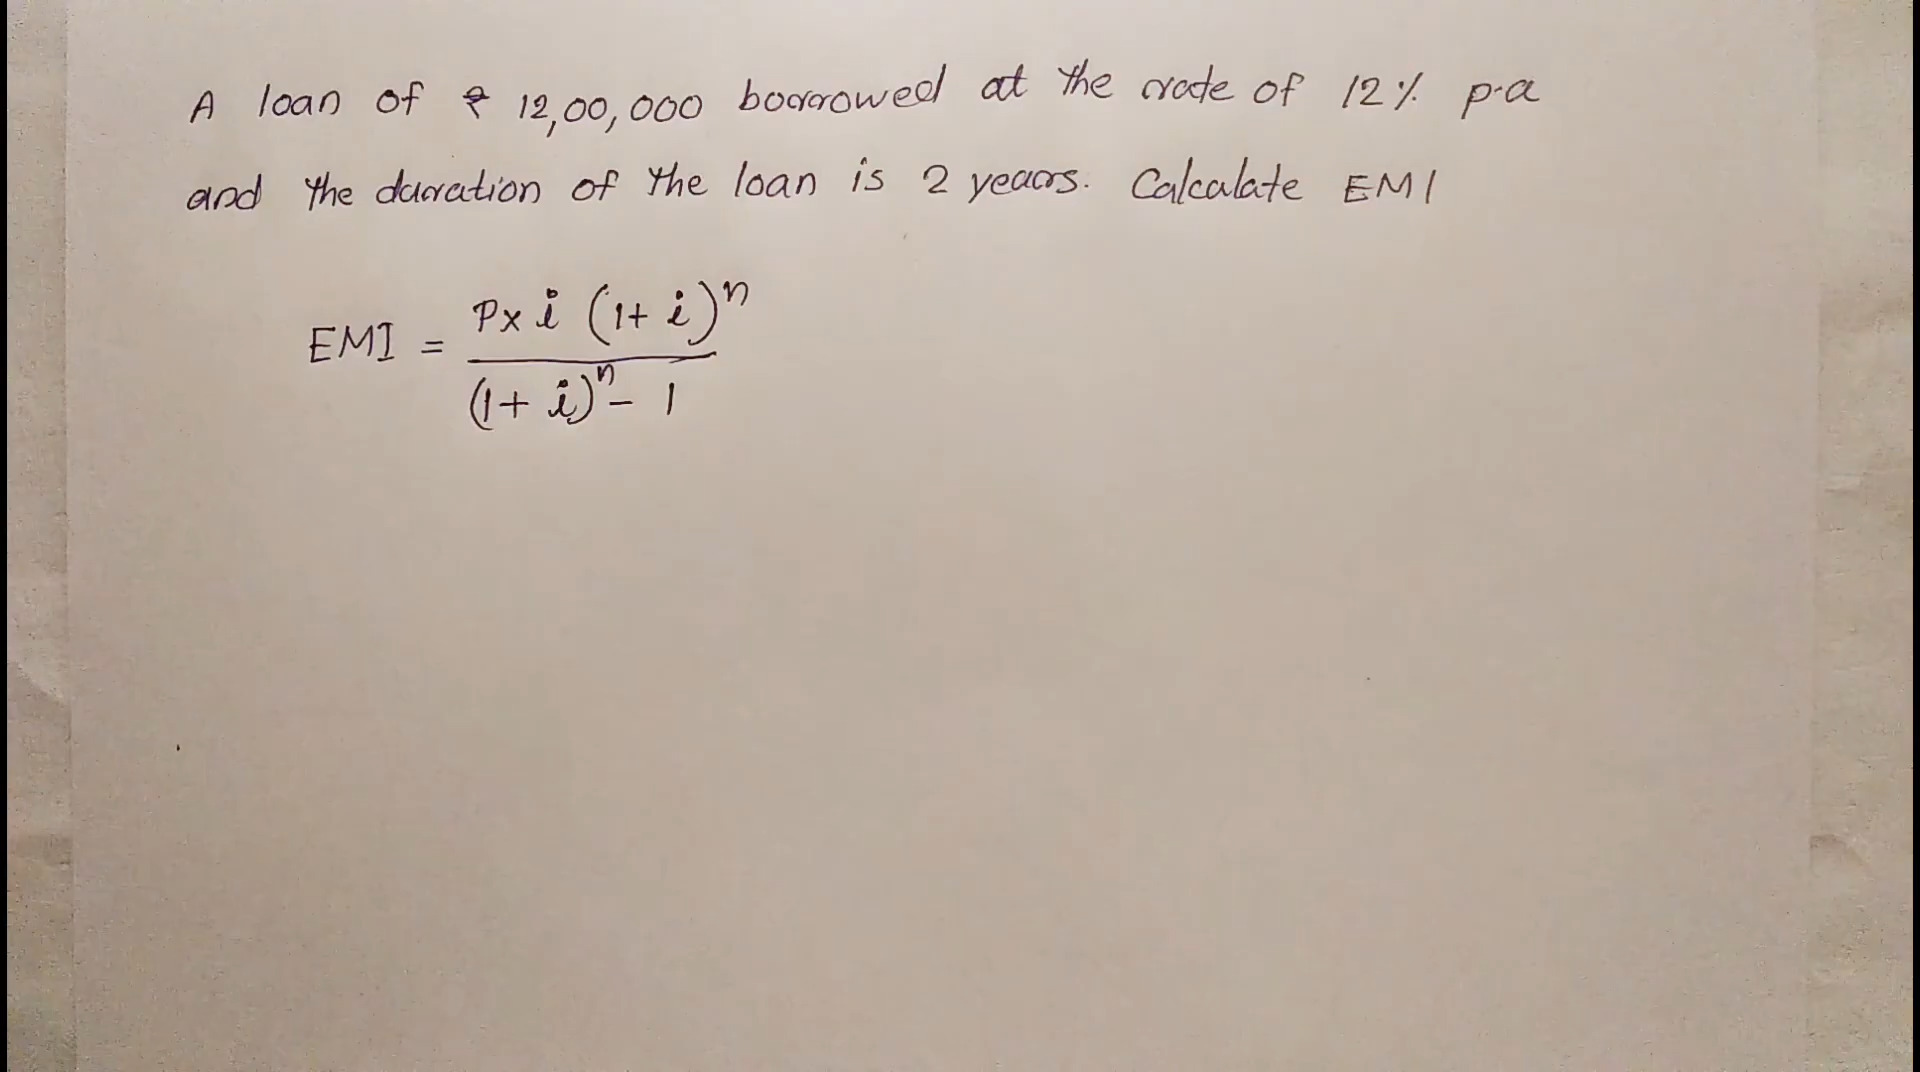 A loan of ₹ 12,00,000 borrowed at the rate of 12% p.a
and the duration of the loan is 2 years. Calculate EMI
EMI = P x i (1 + i)^n
(1 + i)^n - 1